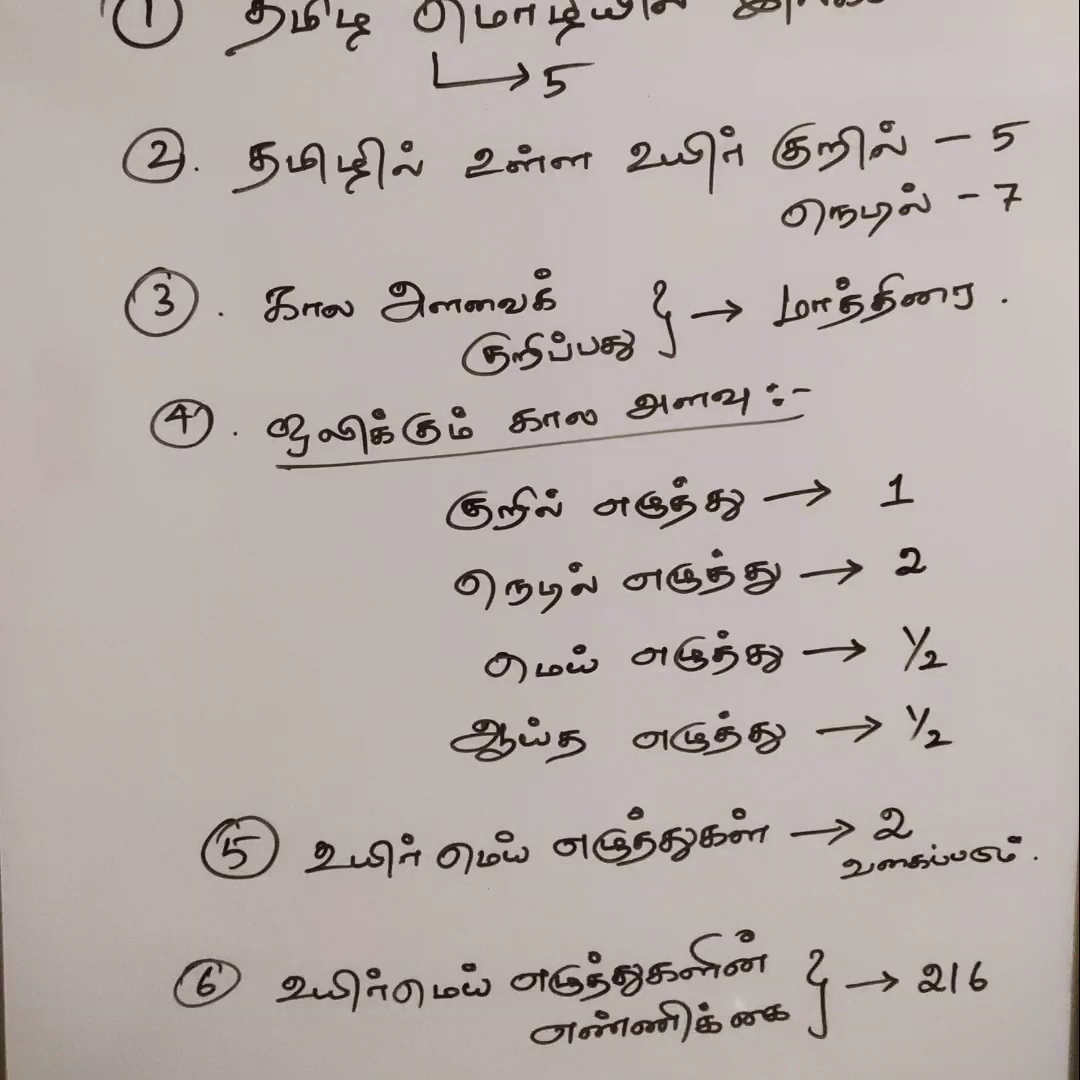 ① தமிழ் மொழியின்
→ 5
②. தமிழில் உள்ள உயிர் குறில் – 5
நெடில் – 7
③. கால அளவைக் } → மாத்திரை.
குறிப்பது
④. ஒலிக்கும் கால அளவு :-
குறில் எழுத்து → 1
நெடில் எழுத்து → 2
மெய் எழுத்து → 1/2
ஆய்த எழுத்து → 1/2
⑤ உயிர் மெய் எழுத்துகள் → 2
வகைப்படும்.
⑥ உயிர்மெய் எழுத்துகளின் } → 216
எண்ணிக்கை